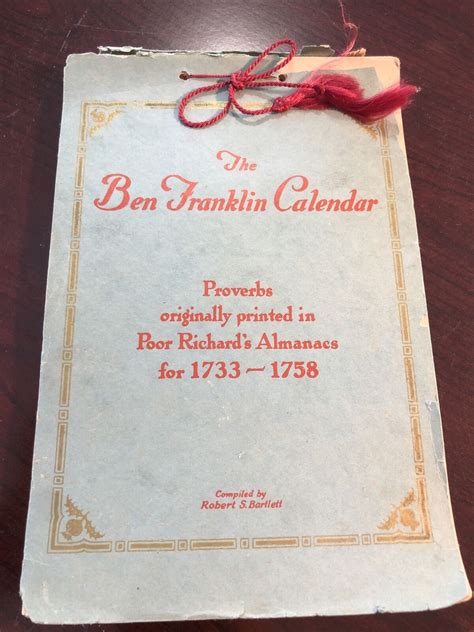 The
Ben Franklin Calendar
Proverbs
originally printed in
Poor Richard's Almanacs
for 1733 — 1758
Compiled by
Robert S. Bartlett